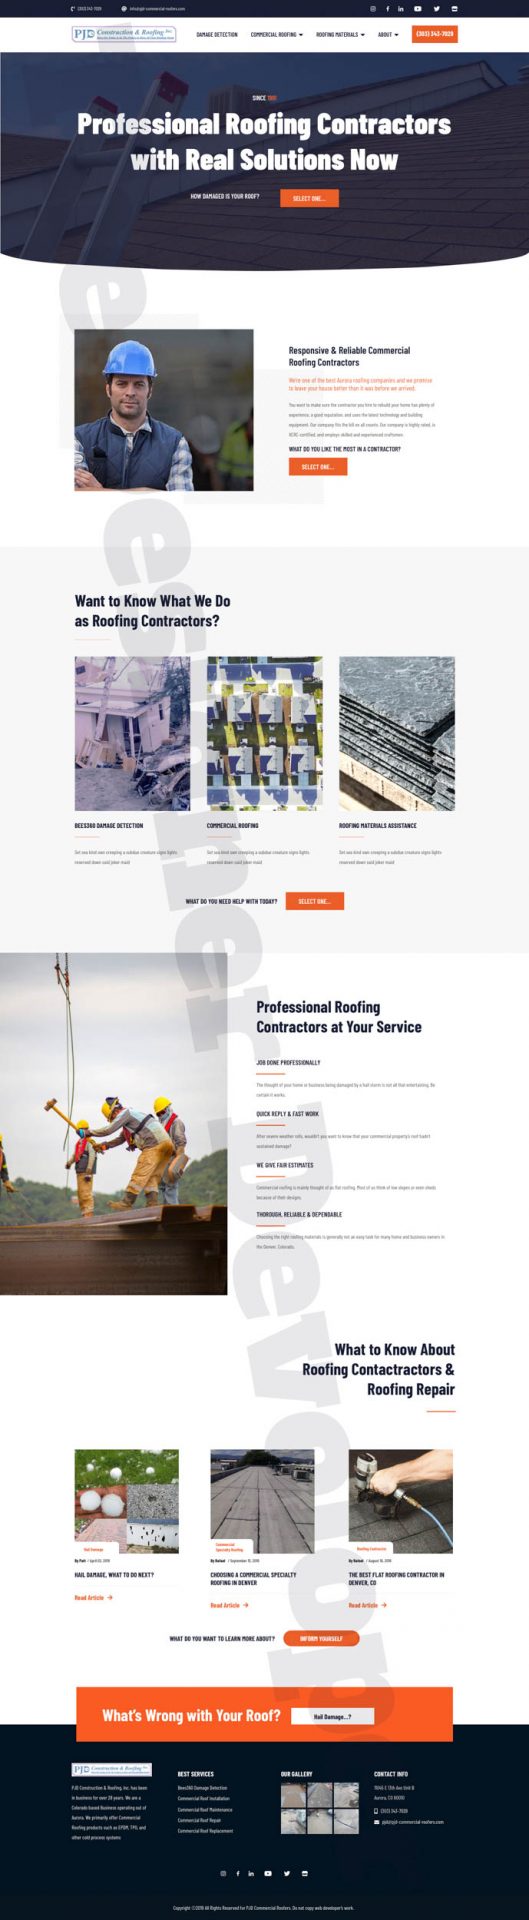 (303) 343-7929 info@pjd-commercial-roofers.com
PJD Construction & Roofing Inc.
DAMAGE DETECTION COMMERCIAL ROOFING ROOFING MATERIALS ABOUT (303) 343-7929
SINCE
Professional Roofing Contractors
with Real Solutions Now
HOW DAMAGED IS YOUR ROOF? SELECT ONE...
Responsive & Reliable Commercial
Roofing Contractors
We're one of the best Aurora roofing companies and we promise
to leave your house better than it was before we arrived.
You want to make sure the contractor you hire to rebuild your home has plenty of
experience, a good reputation, and uses the latest technology and building
equipment. Our company fits the bill on all counts. Our company is highly rated, is
certified, and employs skilled and experienced craftsmen.
WHAT DO YOU LIKE THE MOST IN A CONTRACTOR?
SELECT ONE...
Want to Know What We Do
as Roofing Contractors?
BEES360 DAMAGE DETECTION
Set sea kind own creeping a subdue creature signs lights
reserved down said joker maid
COMMERCIAL ROOFING
Set sea kind own creeping a subdue creature signs lights
reserved down said joker maid
ROOFING MATERIALS ASSISTANCE
Set sea kind own creeping a subdue creature signs lights
reserved down said joker maid
WHAT DO YOU NEED HELP WITH TODAY? SELECT ONE...
Professional Roofing
Contractors at Your Service
JOB DONE PROFESSIONALLY
The thought of your home or business being damaged by a hail storm is not all that entertaining. Be
certain it works.
QUICK REPLY & FAST WORK
After severe weather rolls, wouldn't you want to know that your commercial property's roof hadn't
sustained damage?
WE GIVE FAIR ESTIMATES
Commercial roofing is mainly thought of as flat roofing. Most of us think of low slopes or even sheds
because of their designs.
THOROUGH, RELIABLE & DEPENDABLE
Choosing the right roofing materials is generally not an easy task for many home and business owners in
the Denver, Colorado.
What to Know About
Roofing Contactractors &
Roofing Repair
Hail Damage
By Patt / April 03, 2019
HAIL DAMAGE, WHAT TO DO NEXT?
Read Article
Commercial
Specialty Roofing
By Rafael / September 10, 2018
CHOOSING A COMMERCIAL SPECIALTY
ROOFING IN DENVER
Read Article
Roofing Contractor
By Rafael / August 16, 2018
THE BEST FLAT ROOFING CONTRACTOR IN
DENVER, CO
Read Article
WHAT DO YOU WANT TO LEARN MORE ABOUT? INFORM YOURSELF
What's Wrong with Your Roof? Hail Damage...?
PJD Construction & Roofing Inc.
PJD Construction & Roofing, Inc. has been
in business for over 28 years. We are a
Colorado based Business operating out of
Aurora. We primarily offer Commercial
Roofing products such as EPDM, TPO, and
other cold process systems
BEST SERVICES
Bees360 Damage Detection
Commercial Roof Installation
Commercial Roof Maintenance
Commercial Roof Repair
Commercial Roof Replacement
OUR GALLERY
CONTACT INFO
E 13th Ave Unit B
Aurora, CO 80010
(303) 343-7929
pjd@pjd-commercial-roofers.com
Copyright ©2019 All Rights Reserved for PJD Commercial Roofers. Do not copy web developer's work.